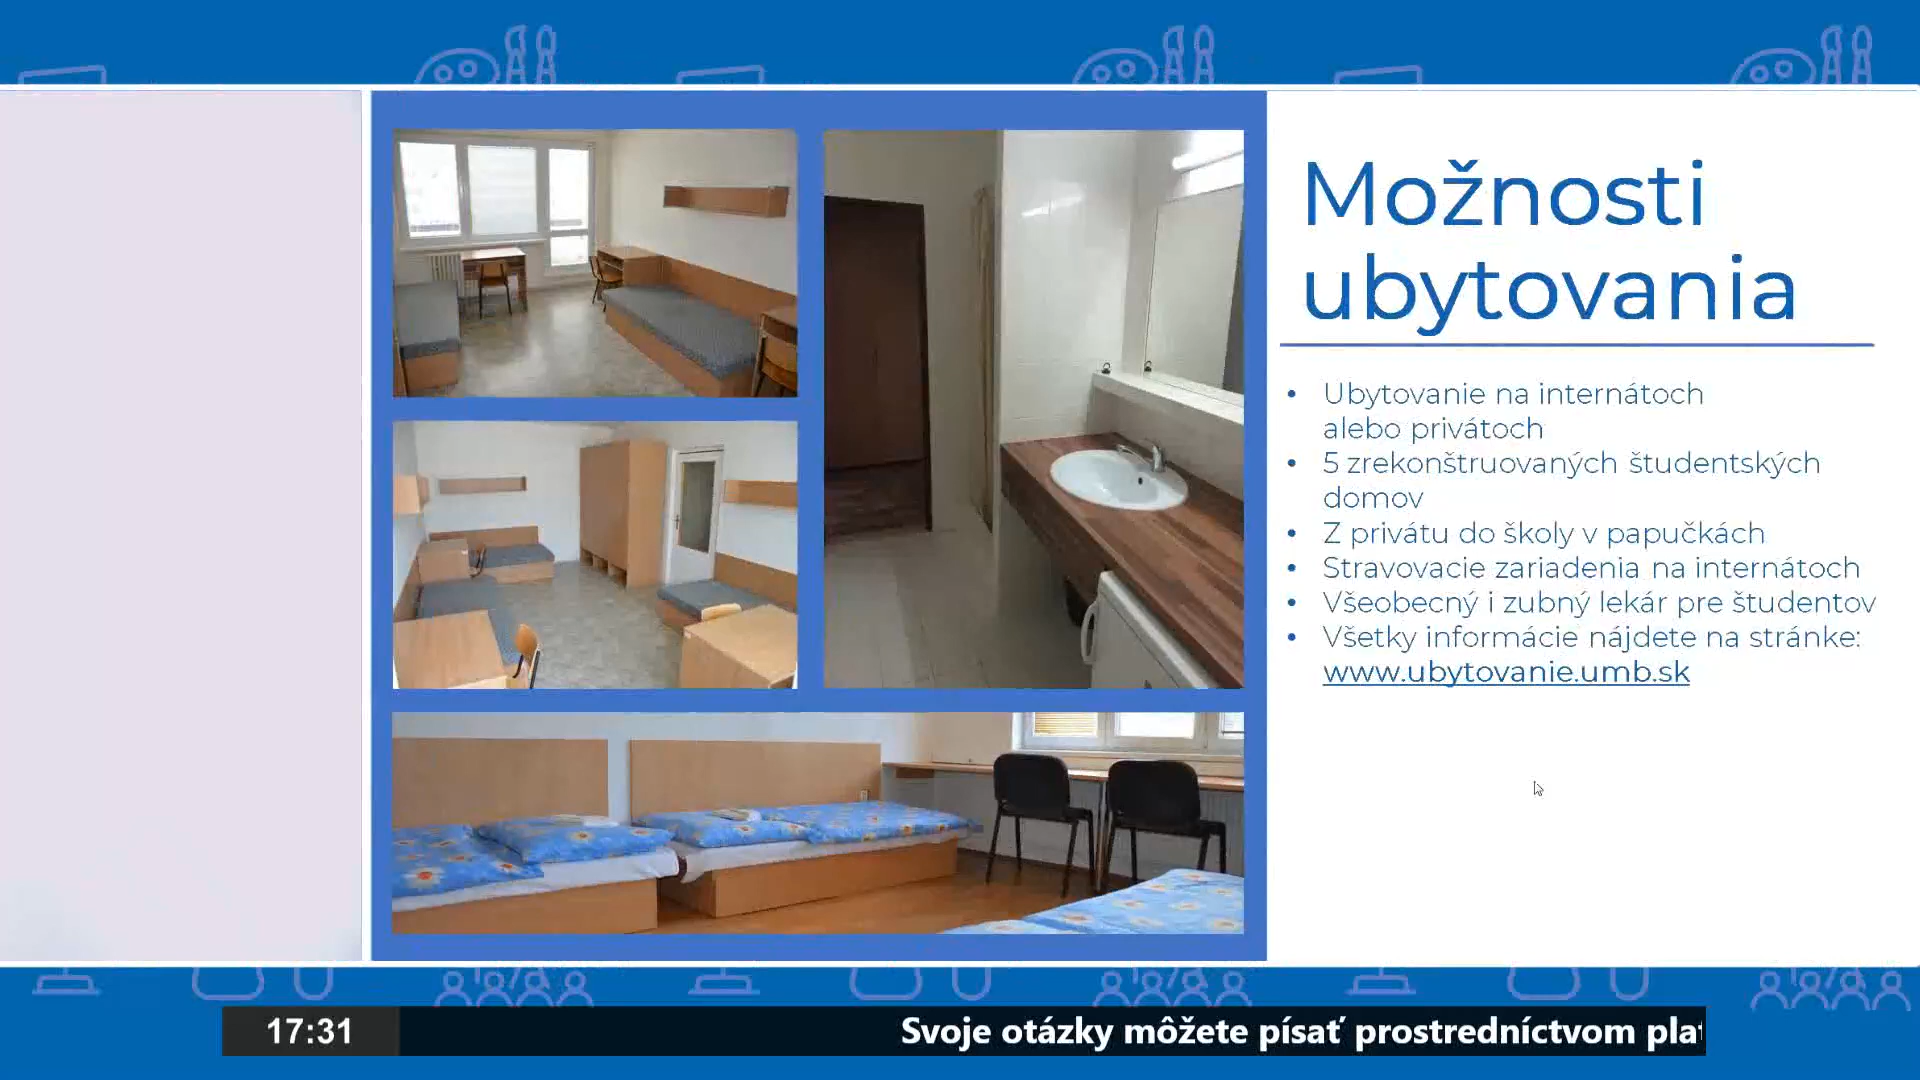 Možnosti
ubytovania
• Ubytovanie na internátoch
alebo privátoch
• 5 zrekonštruovaných študentských
domov
• Z privátu do školy v papučkách
• Stravovacie zariadenia na internátoch
• Všeobecný i zubný lekár pre študentov
• Všetky informácie nájdete na stránke:
www.ubytovanie.umb.sk
17:31
Svoje otázky môžete písať prostredníctvom